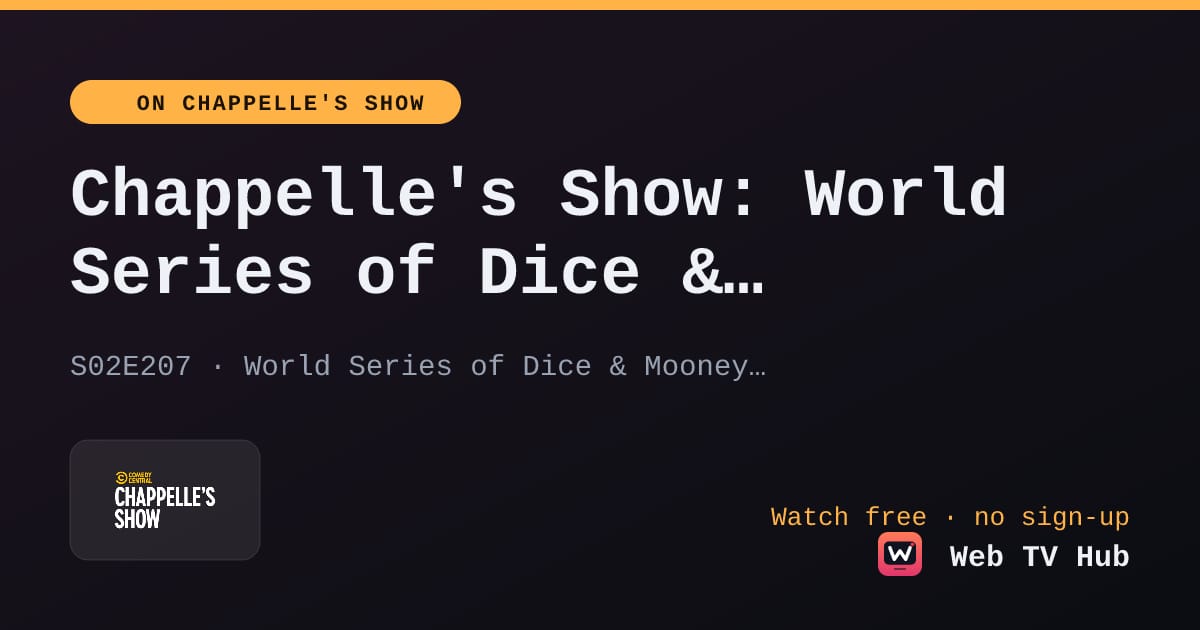 ON CHAPPELLE'S SHOW
Chappelle's Show: World
Series of Dice &…
S02E207 · World Series of Dice & Mooney…
COMEDY
CENTRAL
CHAPPELLE'S
SHOW
Watch free · no sign-up
W
Web TV Hub